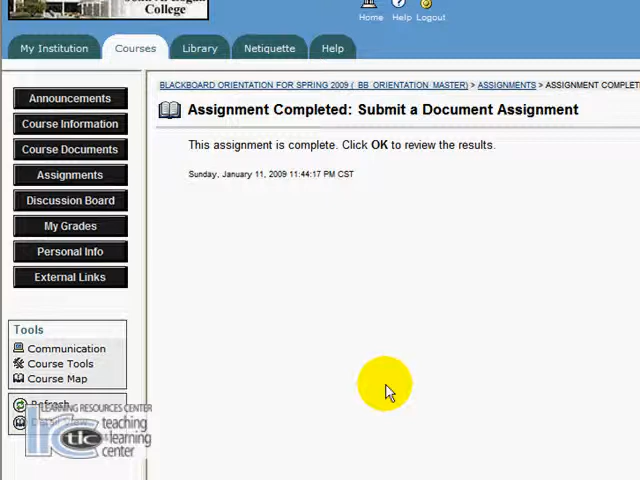 College
Home Help Logout
My Institution Courses Library Netiquette Help
BLACKBOARD ORIENTATION FOR SPRING 2009 ( BB_ORIENTATION_MASTER) > ASSIGNMENTS > ASSIGNMENT COMPLETE
Assignment Completed: Submit a Document Assignment
This assignment is complete. Click OK to review the results.
Sunday, January 11, 2009 11:44:17 PM CST
Announcements
Course Information
Course Documents
Assignments
Discussion Board
My Grades
Personal Info
External Links
Tools
Communication
Course Tools
Course Map
Refresh
LEARNING RESOURCES CENTER
teaching
tlc &learning
center